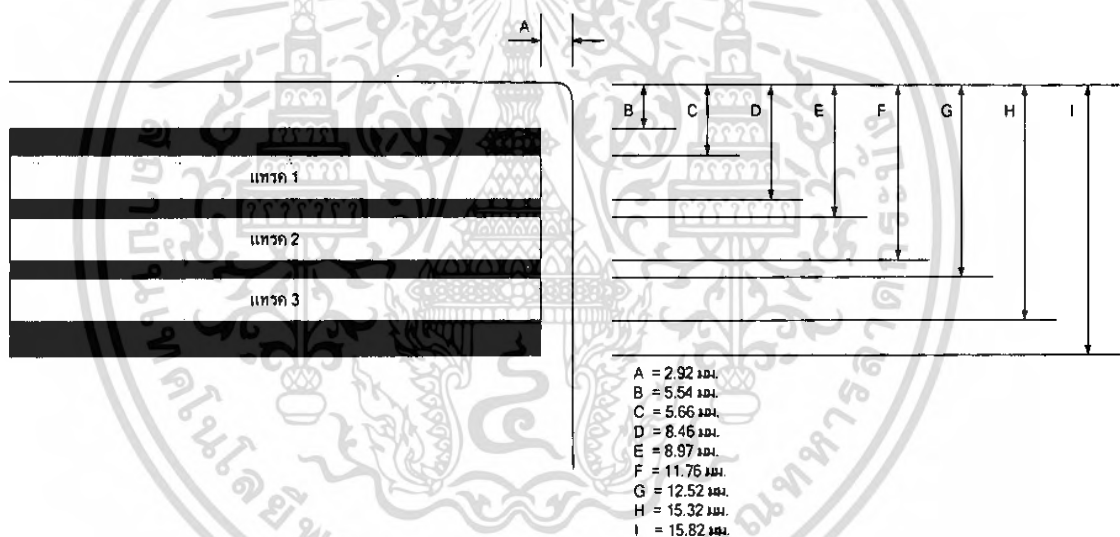 A
B C D E F G H I
แทรค 1
แทรค 2
แทรค 3
A = 2.92 มม.
B = 5.54 มม.
C = 5.66 มม.
D = 8.46 มม.
E = 8.97 มม.
F = 11.76 มม.
G = 12.52 มม.
H = 15.32 มม.
I = 15.82 มม.